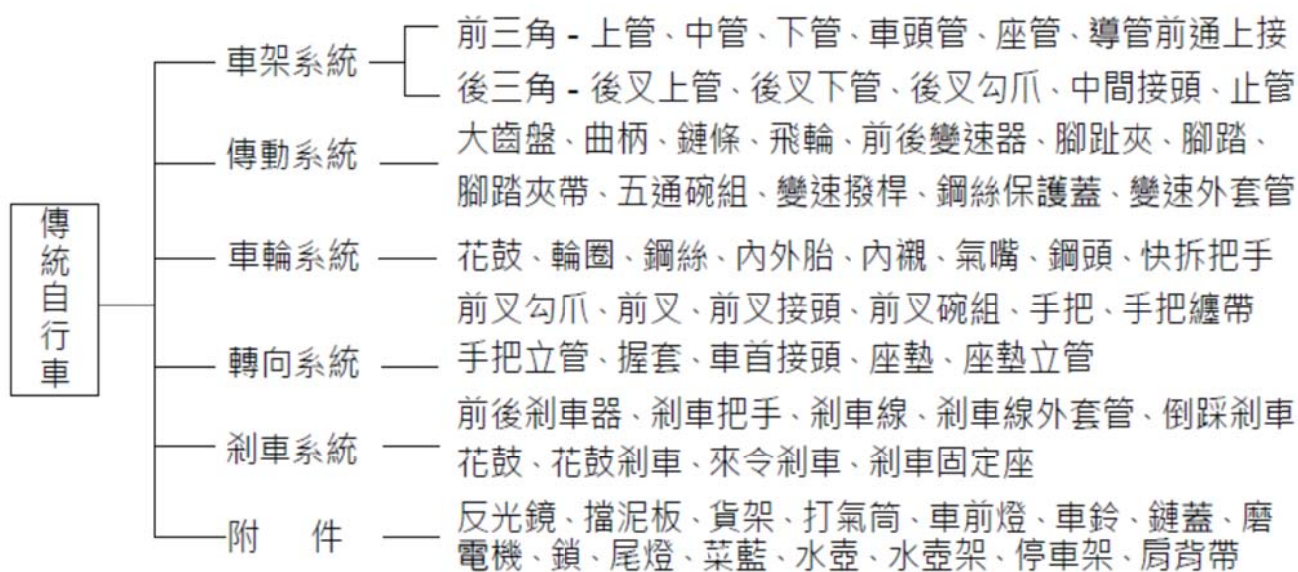 傳統自行車
車架系統
前三角 - 上管、中管、下管、車頭管、座管、導管前通上接
後三角 - 後叉上管、後叉下管、後叉勾爪、中間接頭、止管
傳動系統
大齒盤、曲柄、鏈條、飛輪、前後變速器、腳趾夾、腳踏、
腳踏夾帶、五通碗組、變速撥桿、鋼絲保護蓋、變速外套管
車輪系統
花鼓、輪圈、鋼絲、內外胎、內襯、氣嘴、鋼頭、快拆把手
轉向系統
前叉勾爪、前叉、前叉接頭、前叉碗組、手把、手把纏帶
手把立管、握套、車首接頭、座墊、座墊立管
剎車系統
前後剎車器、剎車把手、剎車線、剎車線外套管、倒踩剎車
花鼓、花鼓剎車、來令剎車、剎車固定座
附 件
反光鏡、擋泥板、貨架、打氣筒、車前燈、車鈴、鏈蓋、磨
電機、鎖、尾燈、菜藍、水壺、水壺架、停車架、肩背帶